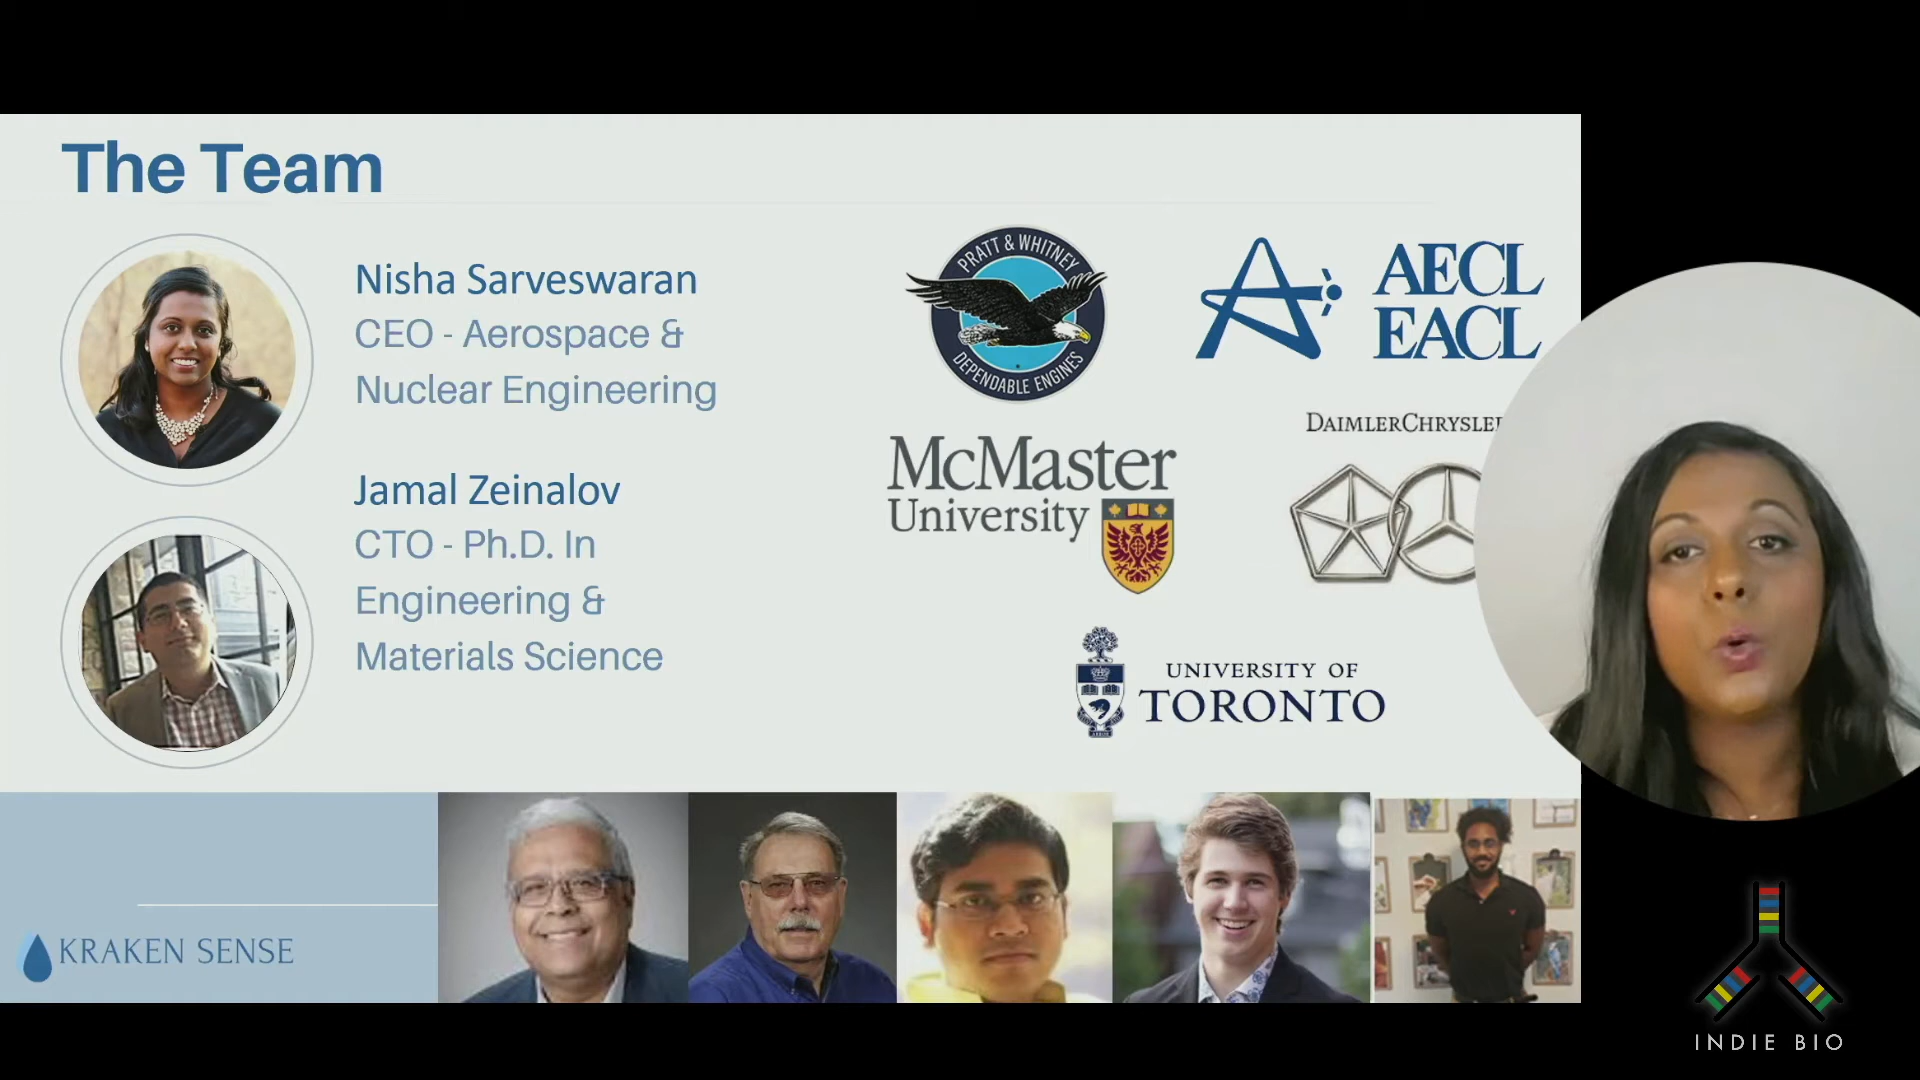 The Team
Nisha Sarveswaran
CEO - Aerospace &
Nuclear Engineering
Jamal Zeinalov
CTO - Ph.D. In
Engineering &
Materials Science
PRATT & WHITNEY
DEPENDABLE ENGINES
AECL
EACL
McMaster
University
DAIMLERCHRYSLE
UNIVERSITY OF
TORONTO
KRAKEN SENSE
INDIE BIO